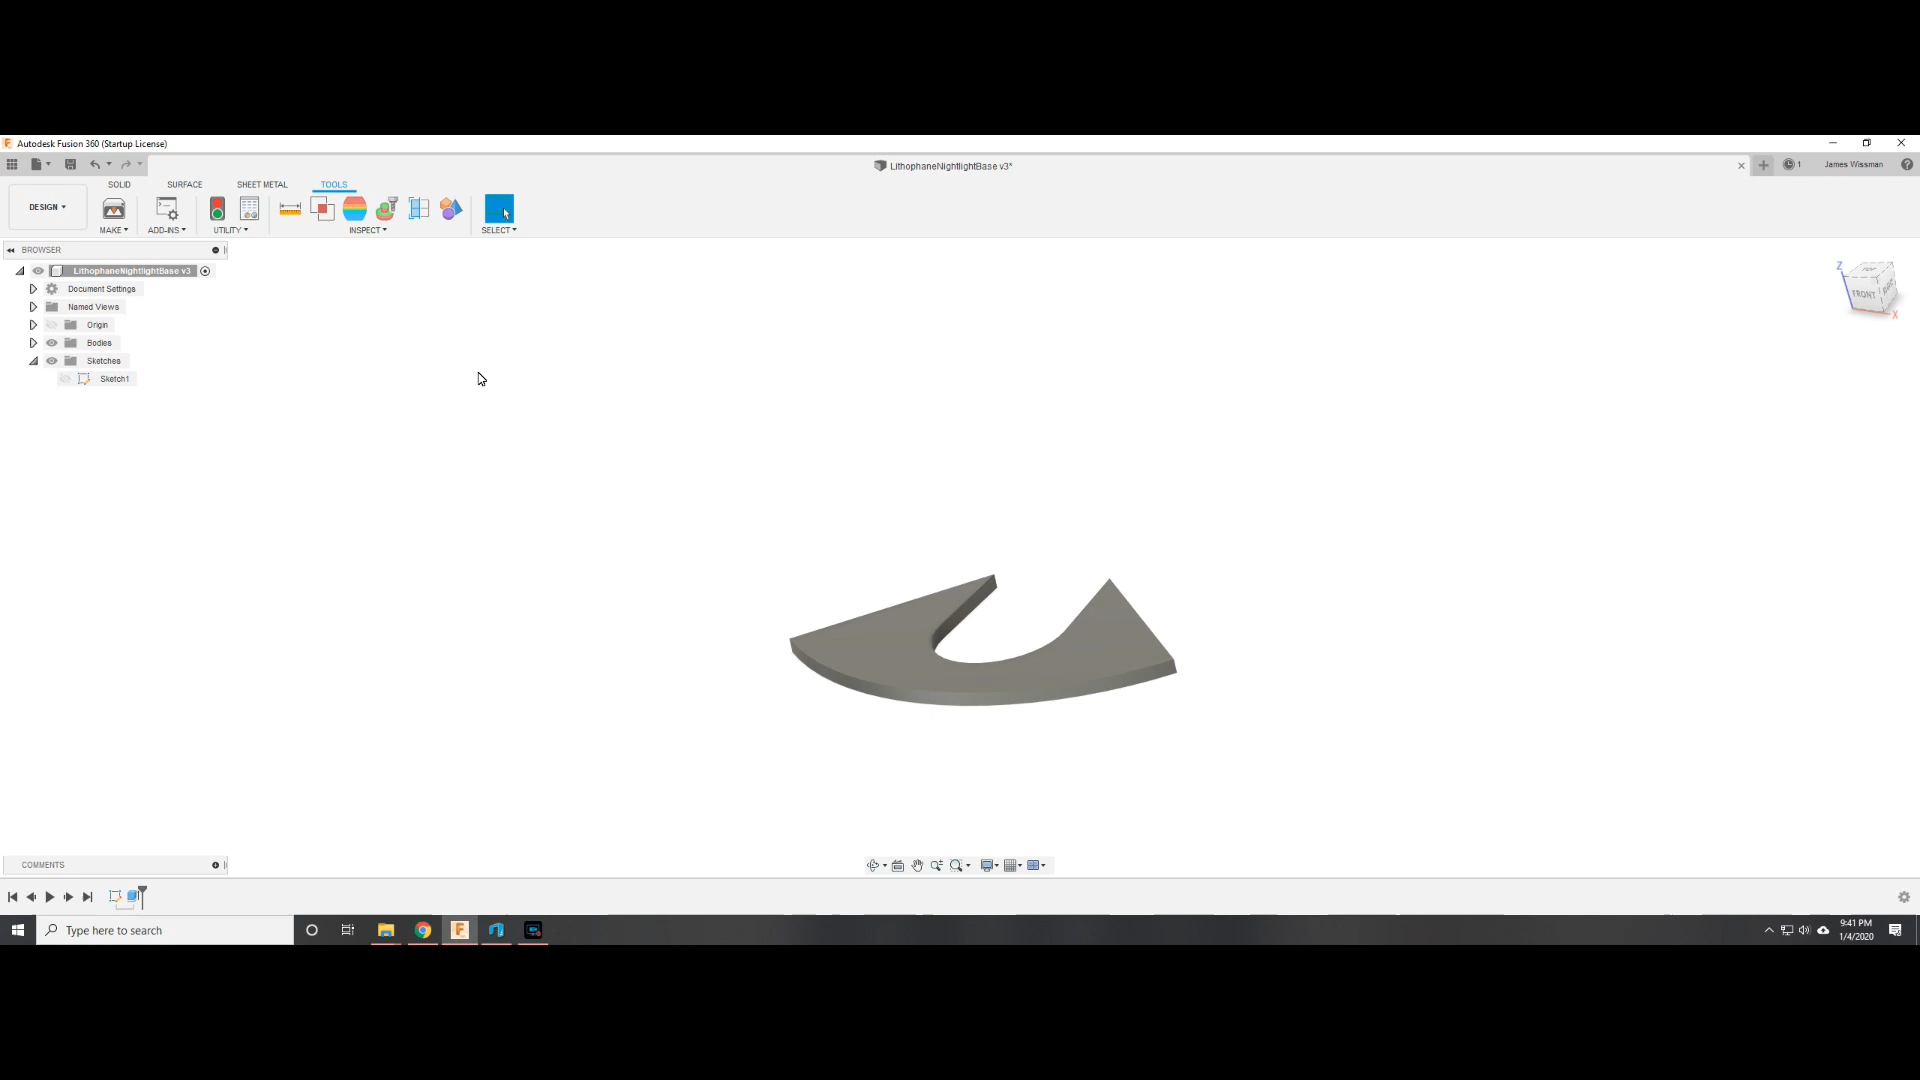 Autodesk Fusion 360 (Startup License)
LithophaneNightlightBase v3*
1
James Wissman
SOLID
SURFACE
SHEET METAL
TOOLS
DESIGN
MAKE
ADD-INS
UTILITY
INSPECT
SELECT
BROWSER
LithophaneNightlightBase v3
Document Settings
Named Views
Origin
Bodies
Sketches
Sketch1
Z
TOP
FRONT
X
COMMENTS
Type here to search
9:41 PM
1/4/2020